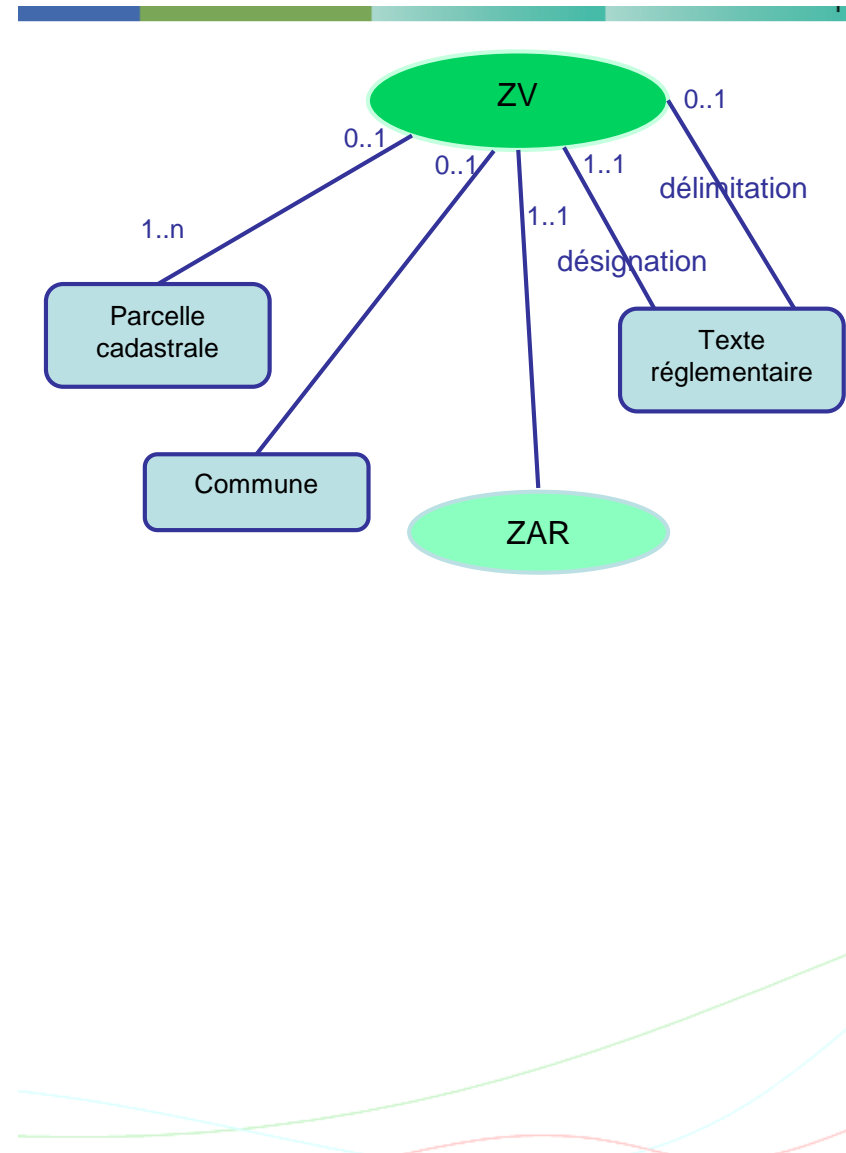 ZV
0..1
0..1
0..1
1..1
délimitation
1..1
1..n
désignation
Parcelle
cadastrale
Texte
réglementaire
Commune
ZAR